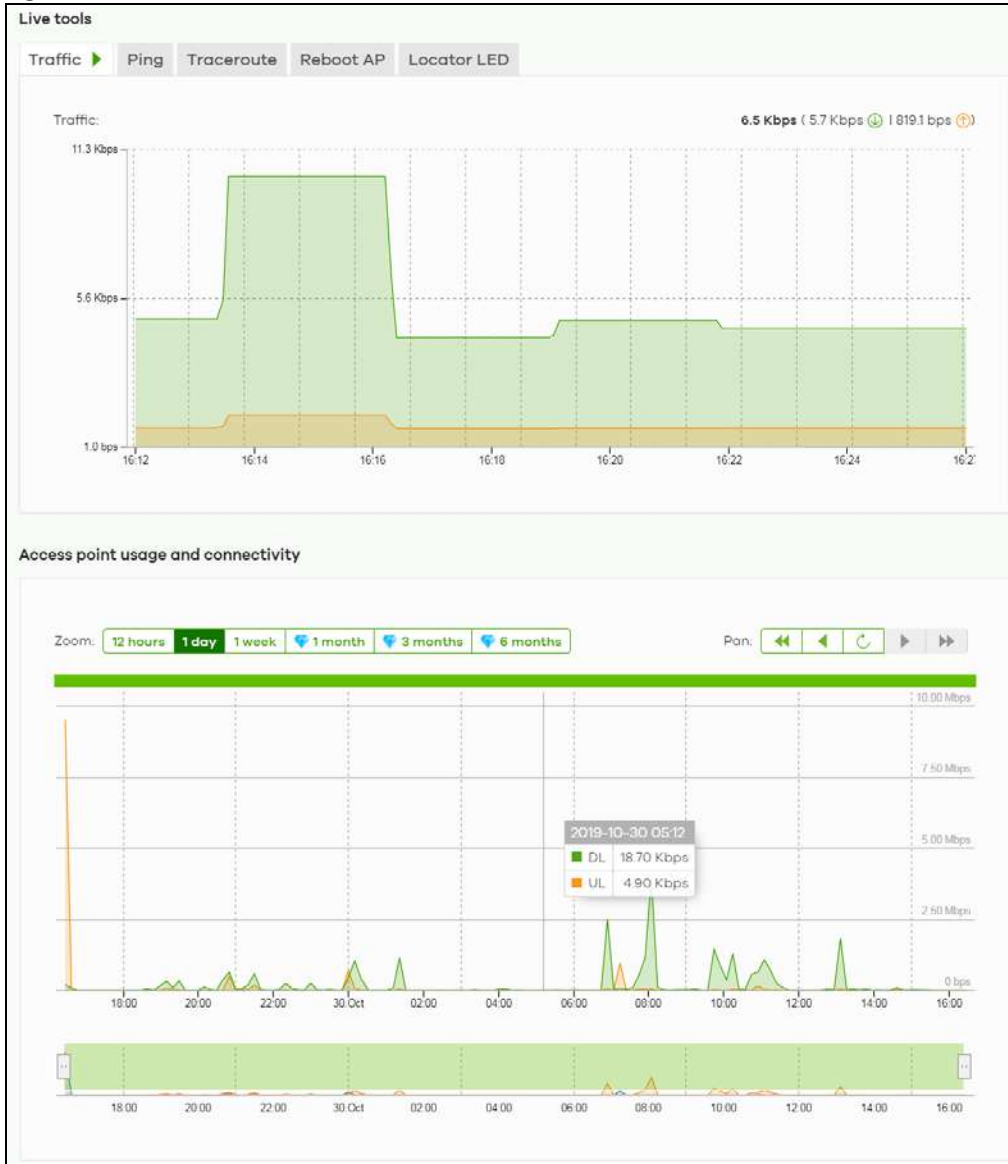 Live tools
Traffic Ping Traceroute Reboot AP Locator LED
Traffic: 6.5 Kbps ( 5.7 Kbps | 819.1 bps )
11.3 Kbps
5.6 Kbps
1.0 bps
16:12 16:14 16:16 16:18 16:20 16:22 16:24 16:2
Access point usage and connectivity
Zoom: 12 hours 1 day 1 week 1 month 3 months 6 months Pan:
10.00 Mbps
7.50 Mbps
5.00 Mbps
2019-10-30 05:12
DL 18.70 Kbps
UL 4.90 Kbps
2.50 Mbps
0 bps
18:00 20:00 22:00 30. Oct 02:00 04:00 06:00 08:00 10:00 12:00 14:00 16:00
18:00 20:00 22:00 30. Oct 02:00 04:00 06:00 08:00 10:00 12:00 14:00 16:00